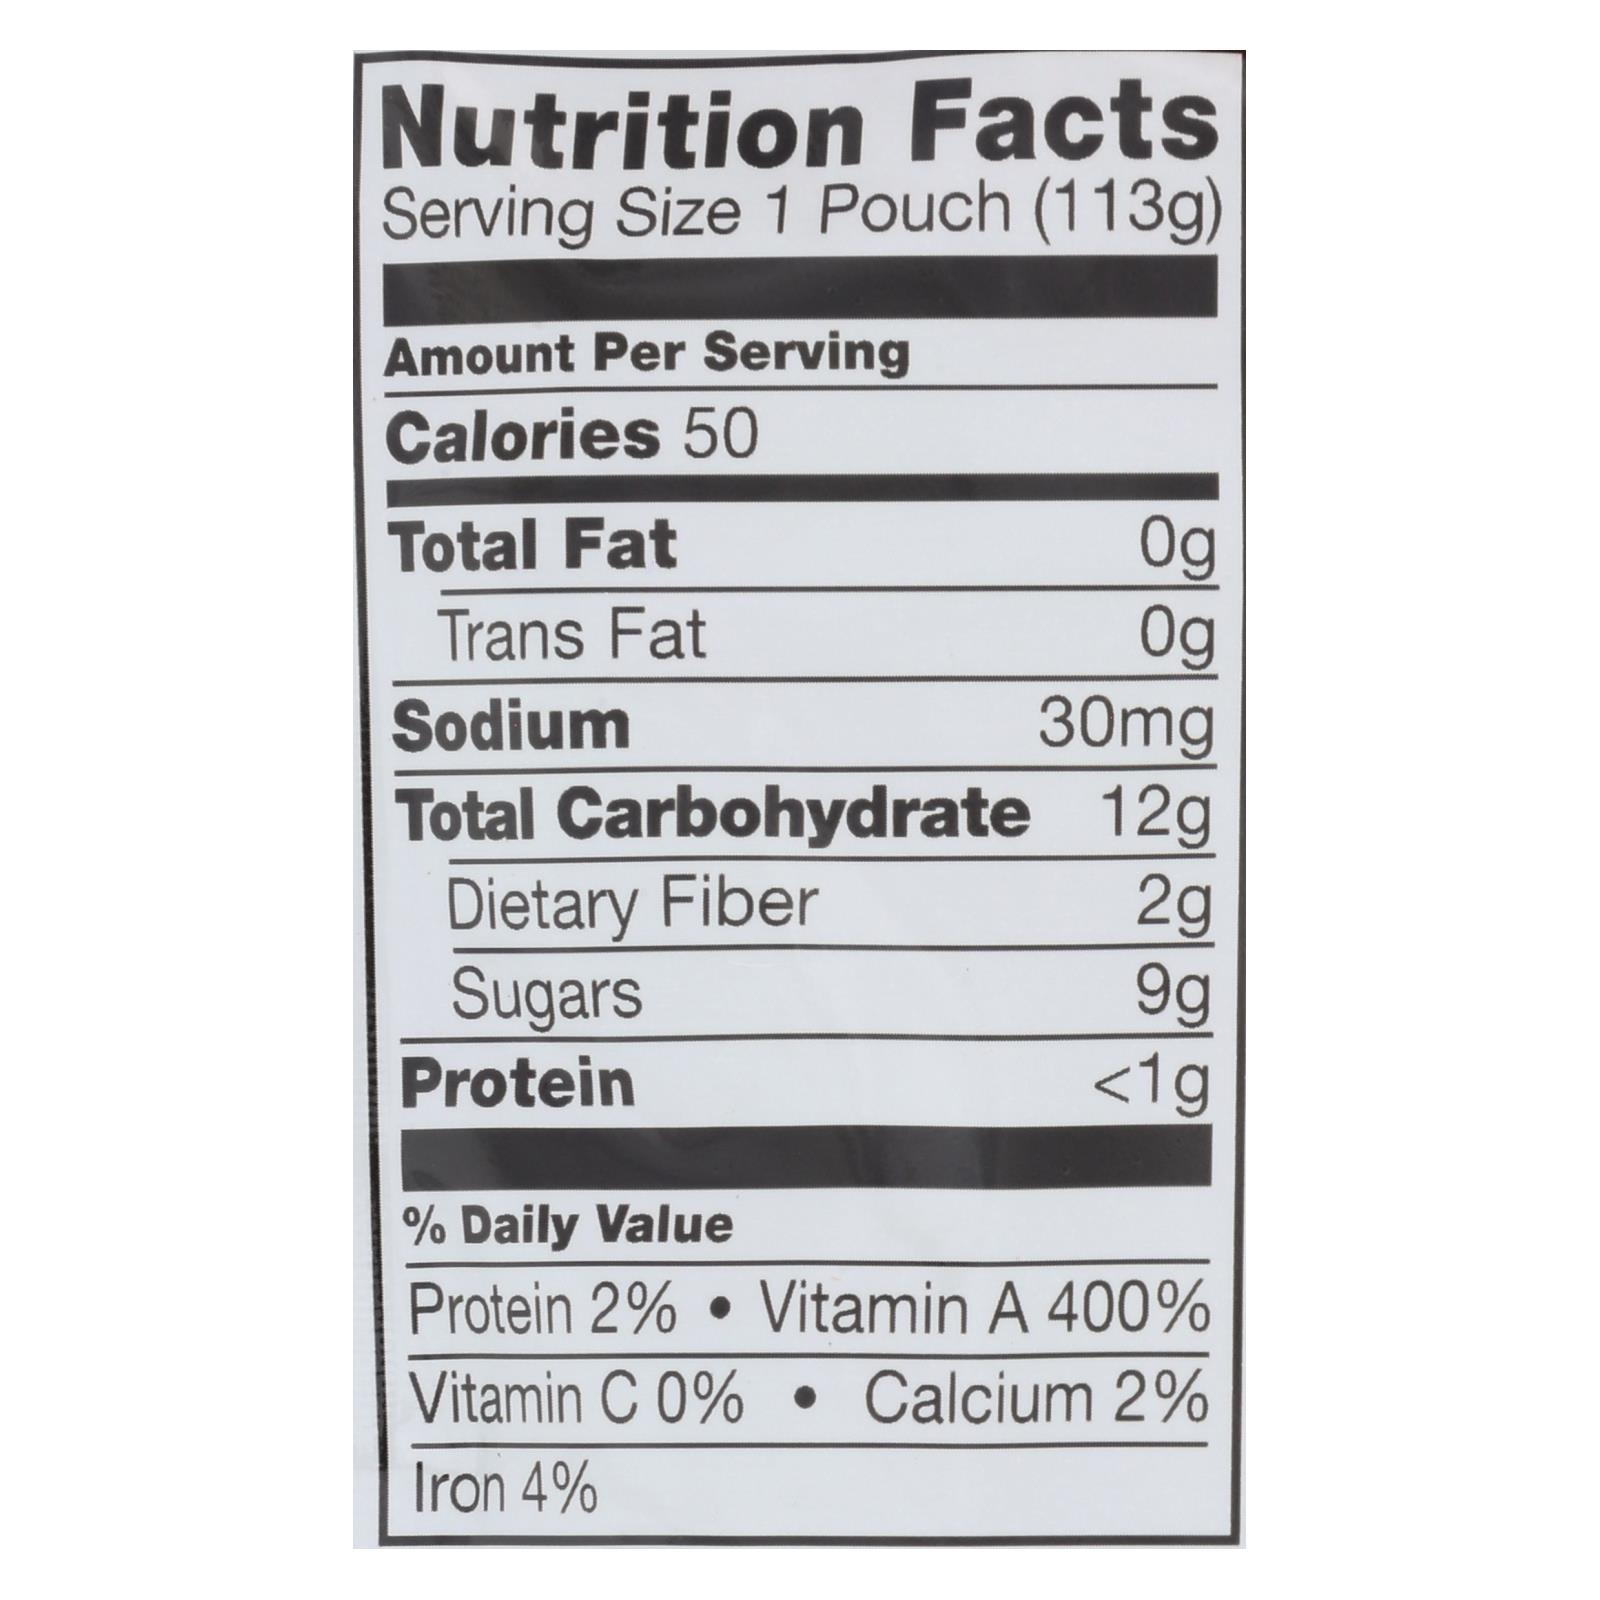 Nutrition Facts
Serving Size 1 Pouch (113g)
Amount Per Serving
Calories 50
Total Fat 0g
Trans Fat 0g
Sodium 30mg
Total Carbohydrate 12g
Dietary Fiber 2g
Sugars 9g
Protein <1g
% Daily Value
Protein 2% • Vitamin A 400%
Vitamin C 0% • Calcium 2%
Iron 4%